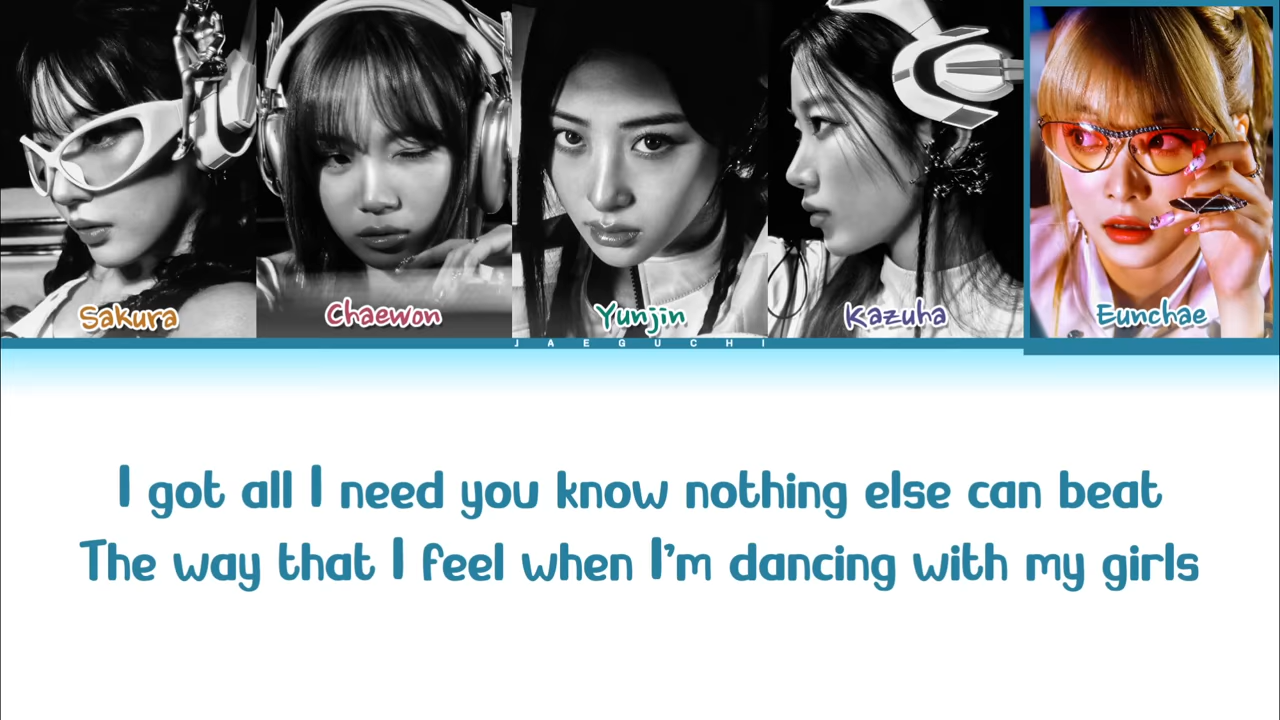 Sakura
Chaewon
Yunjin
Kazuha
Eunchae
JAEGUCHI
I got all I need you know nothing else can beat
The way that I feel when I'm dancing with my girls